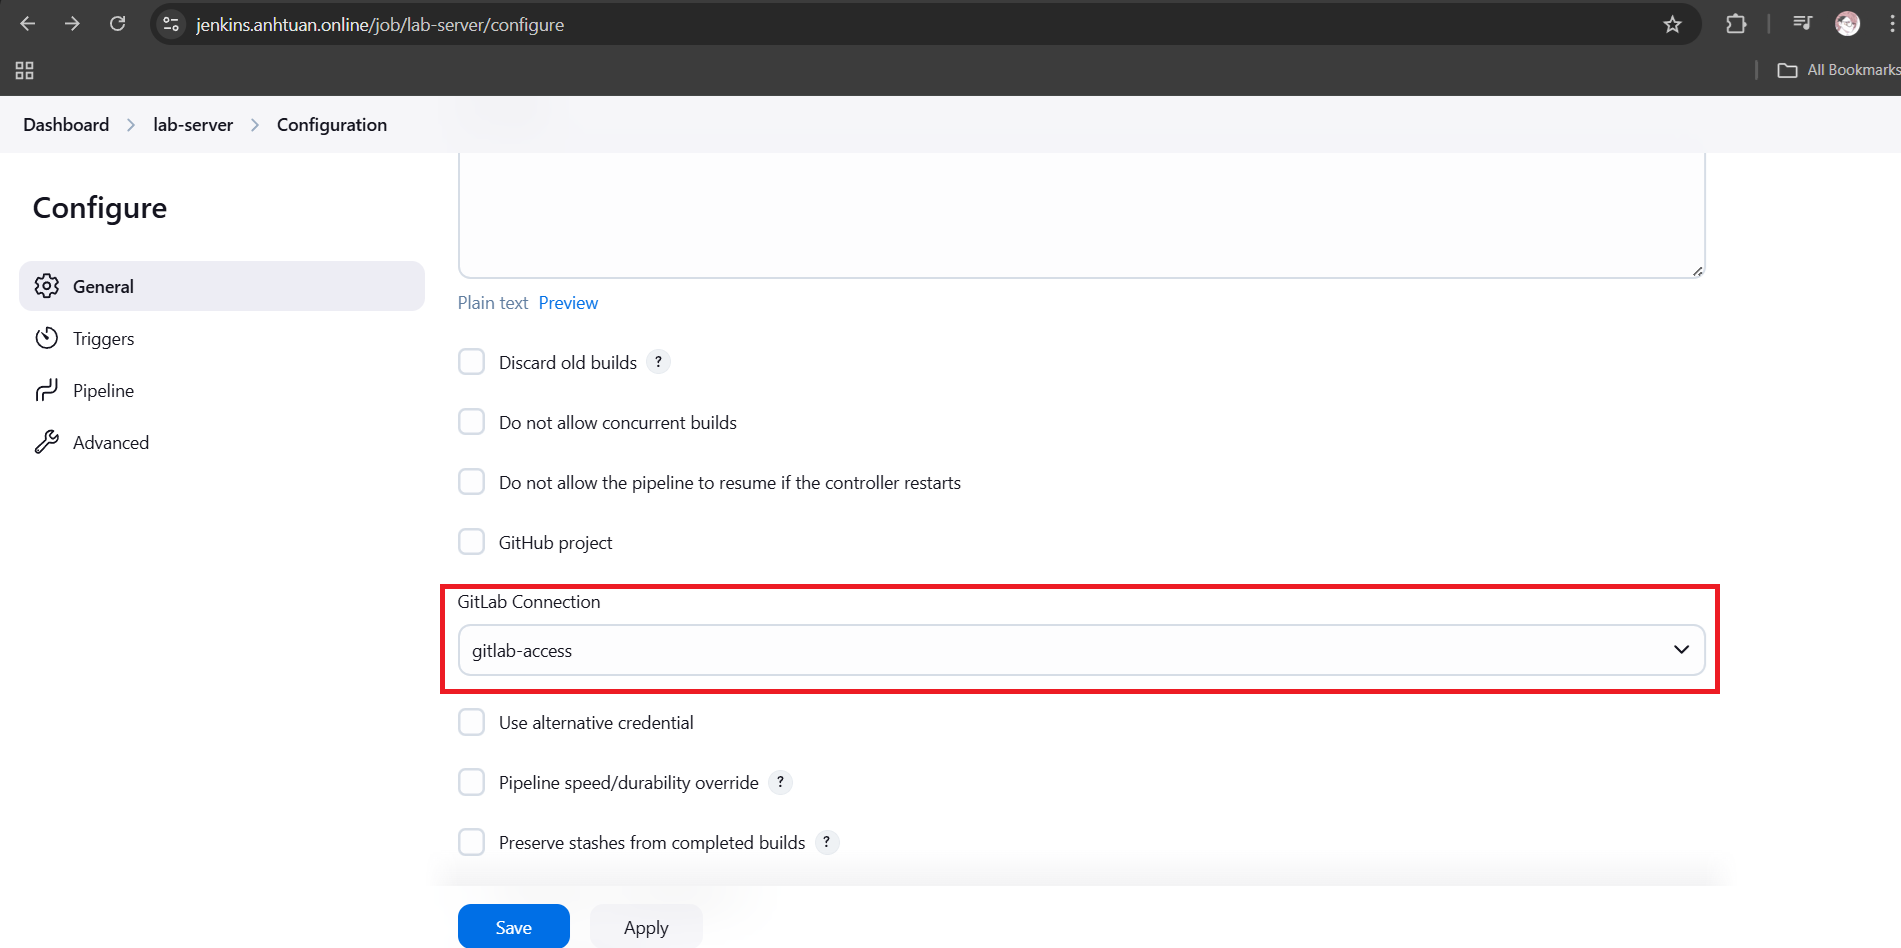 jenkins.anhtuan.online/job/lab-server/configure
All Bookmarks
Dashboard > lab-server > Configuration
Configure
General
Triggers
Pipeline
Advanced
Plain text Preview
Discard old builds ?
Do not allow concurrent builds
Do not allow the pipeline to resume if the controller restarts
GitHub project
GitLab Connection
gitlab-access
Use alternative credential
Pipeline speed/durability override ?
Preserve stashes from completed builds ?
Save Apply